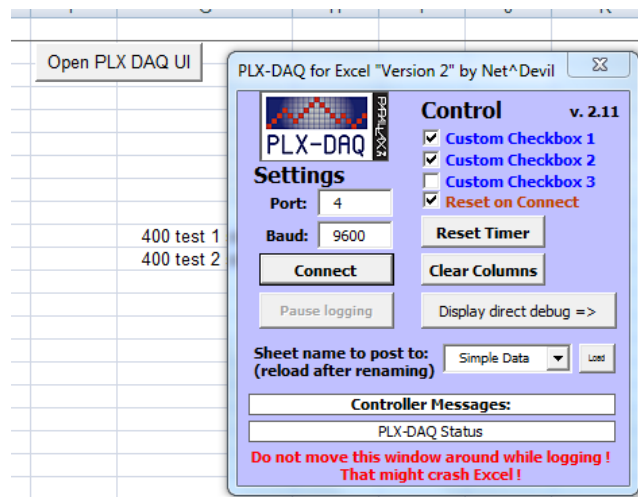 Open PLX DAQ UI
PLX-DAQ for Excel "Version 2" by Net^Devil
PLX-DAQ
PARALLAX
Control v. 2.11
Custom Checkbox 1
Custom Checkbox 2
Custom Checkbox 3
Reset on Connect
Settings
Port: 4
Baud: 9600
Reset Timer
400 test 1
400 test 2
Connect
Clear Columns
Pause logging
Display direct debug =>
Sheet name to post to:
(reload after renaming)
Simple Data
Load
Controller Messages:
PLX-DAQ Status
Do not move this window around while logging !
That might crash Excel !